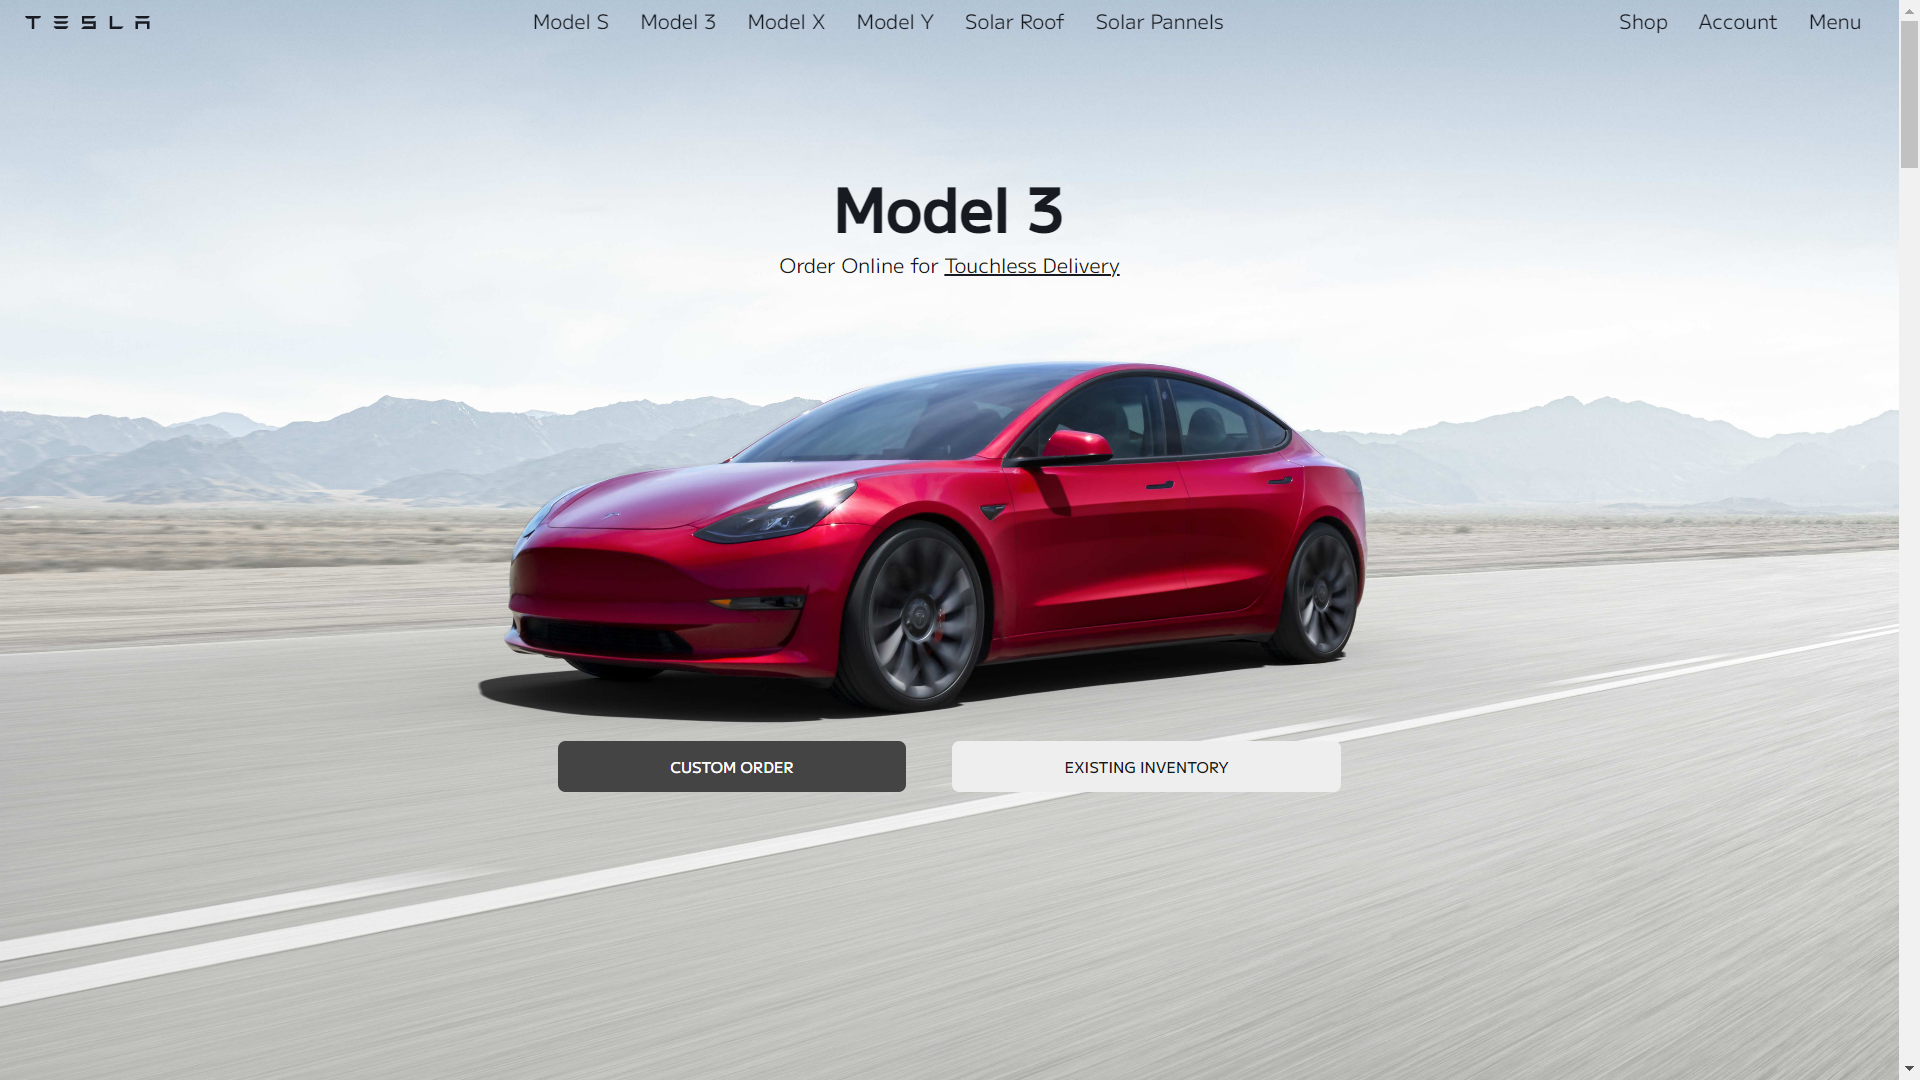 TESLA
Model S
Model 3
Model X
Model Y
Solar Roof
Solar Pannels
Shop
Account
Menu
Model 3
Order Online for Touchless Delivery
CUSTOM ORDER
EXISTING INVENTORY